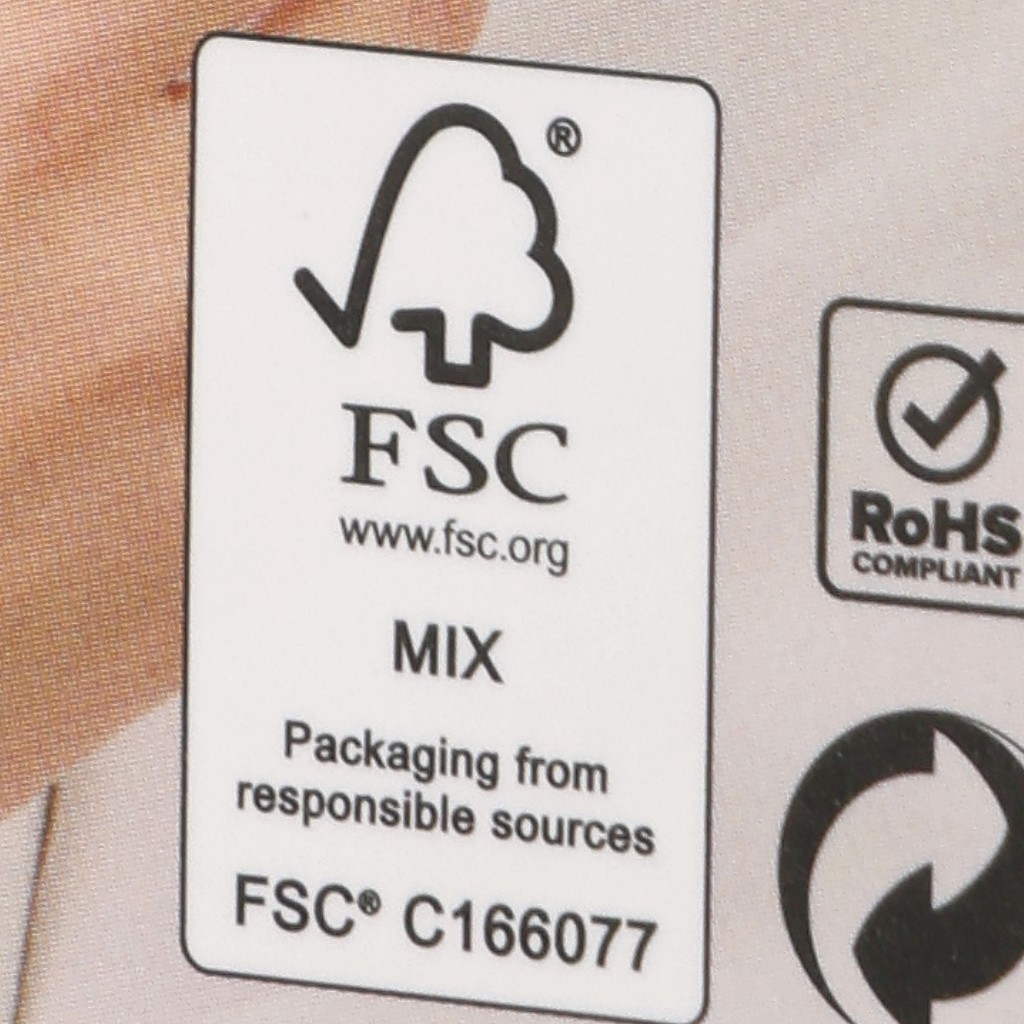 ®
FSC
www.fsc.org
MIX
Packaging from
responsible sources
FSC® C166077
RoHS
COMPLIANT